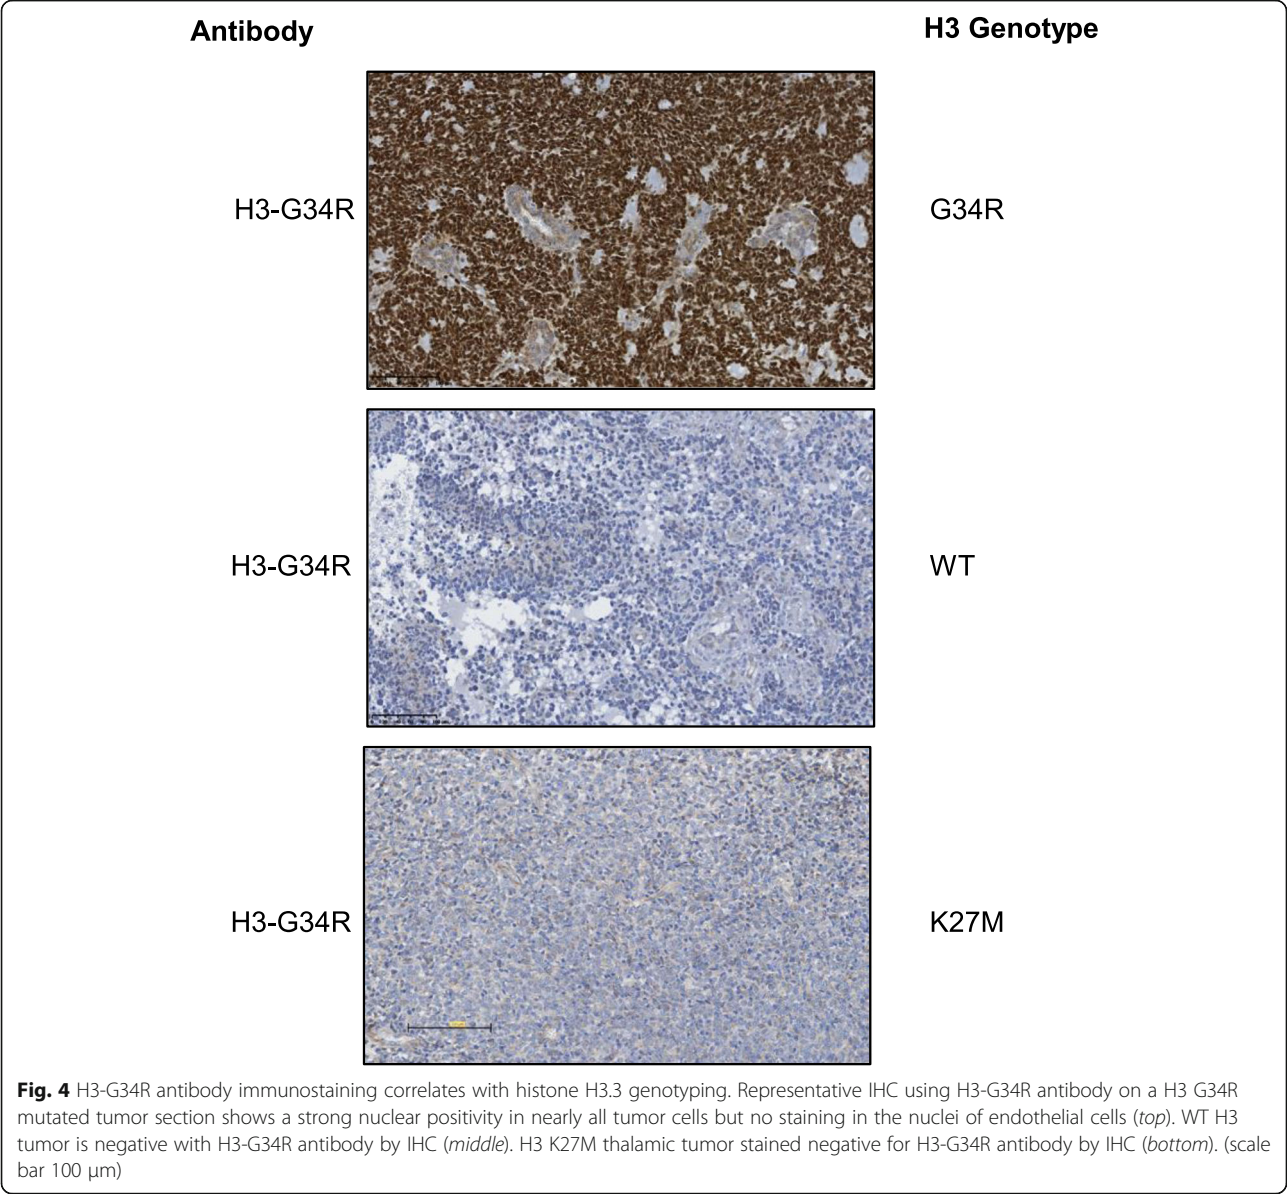 Antibody
H3 Genotype
H3-G34R
G34R
H3-G34R
WT
H3-G34R
K27M
Fig. 4 H3-G34R antibody immunostaining correlates with histone H3.3 genotyping. Representative IHC using H3-G34R antibody on a H3 G34R
mutated tumor section shows a strong nuclear positivity in nearly all tumor cells but no staining in the nuclei of endothelial cells (top). WT H3
tumor is negative with H3-G34R antibody by IHC (middle). H3 K27M thalamic tumor stained negative for H3-G34R antibody by IHC (bottom). (scale
bar 100 μm)